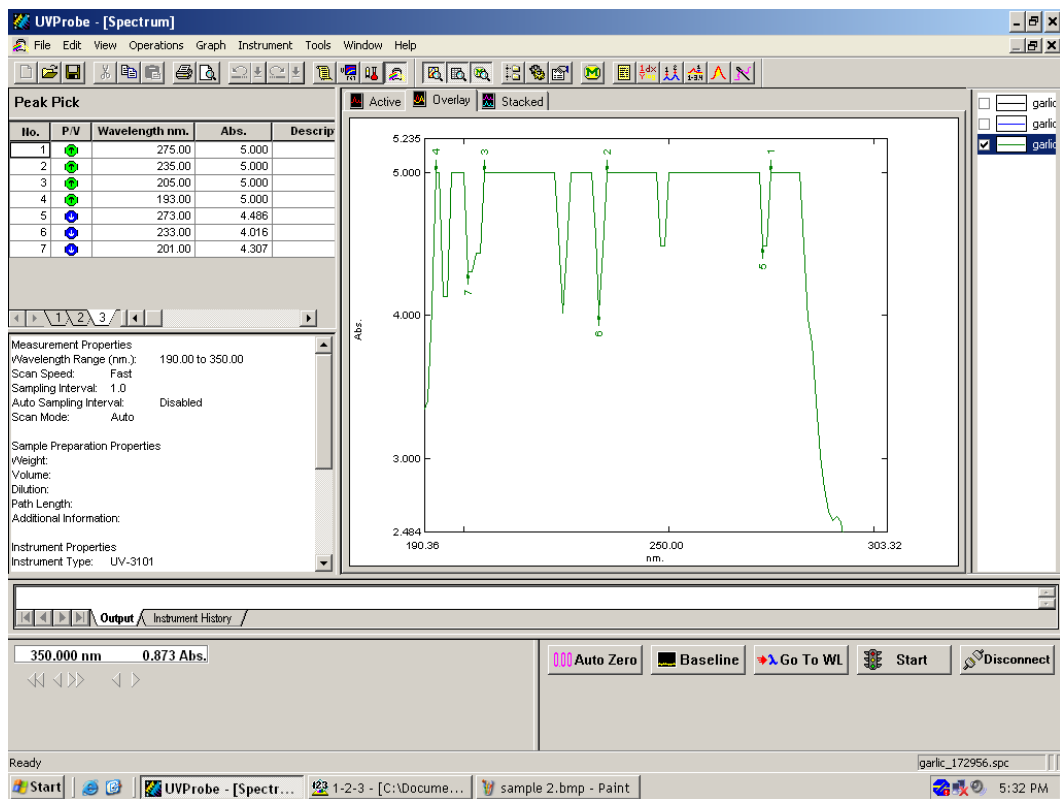 UVProbe - [Spectrum]
File Edit View Operations Graph Instrument Tools Window Help
Peak Pick
No. P/V Wavelength nm. Abs. Descrip
1 275.00 5.000
2 235.00 5.000
3 205.00 5.000
4 193.00 5.000
5 273.00 4.486
6 233.00 4.016
7 201.00 4.307
1 2 3
Measurement Properties
Wavelength Range (nm.): 190.00 to 350.00
Scan Speed: Fast
Sampling Interval: 1.0
Auto Sampling Interval: Disabled
Scan Mode: Auto
Sample Preparation Properties
Weight:
Volume:
Dilution:
Path Length:
Additional Information:
Instrument Properties
Instrument Type: UV-3101
Active Overlay Stacked
5.235
5.000
4.000
3.000
2.484
Abs.
4 3 2 1
7 6 5
190.36 250.00 303.32
nm.
garlic
garlic
garlic
Output Instrument History
350.000 nm 0.873 Abs.
Auto Zero Baseline Go To WL Start Disconnect
Ready garlic_172956.spc
Start UVProbe - [Spectr... 1-2-3 - [C:\Docume... sample 2.bmp - Paint 5:32 PM